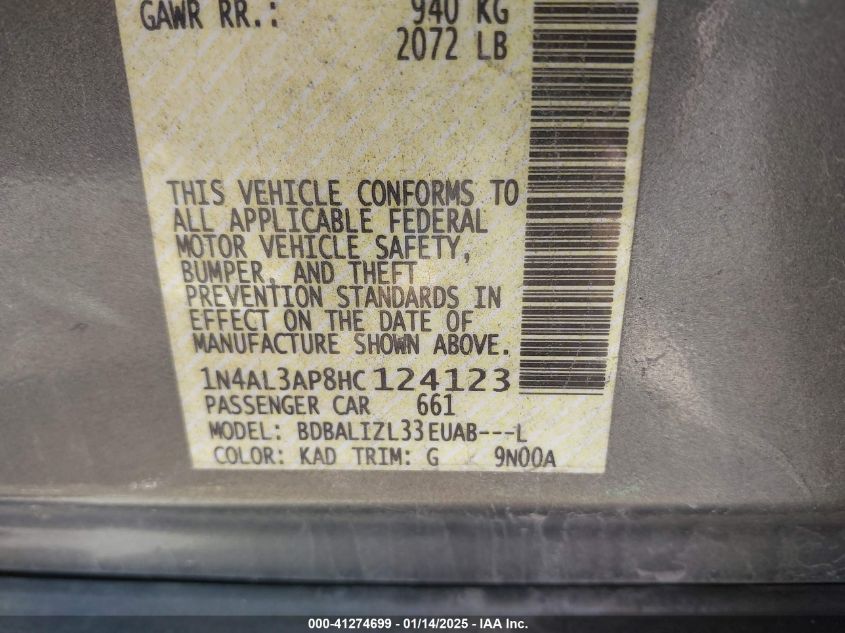 GAWR RR.: 940 KG
2072 LB
THIS VEHICLE CONFORMS TO
ALL APPLICABLE FEDERAL
MOTOR VEHICLE SAFETY,
BUMPER, AND THEFT
PREVENTION STANDARDS IN
EFFECT ON THE DATE OF
MANUFACTURE SHOWN ABOVE.
1N4AL3AP8HC124123
PASSENGER CAR 661
MODEL: BDBALIZL33EUAB---L
COLOR: KAD TRIM: G 9N00A
000-41274699 — 01/14/2025 - IAA Inc.